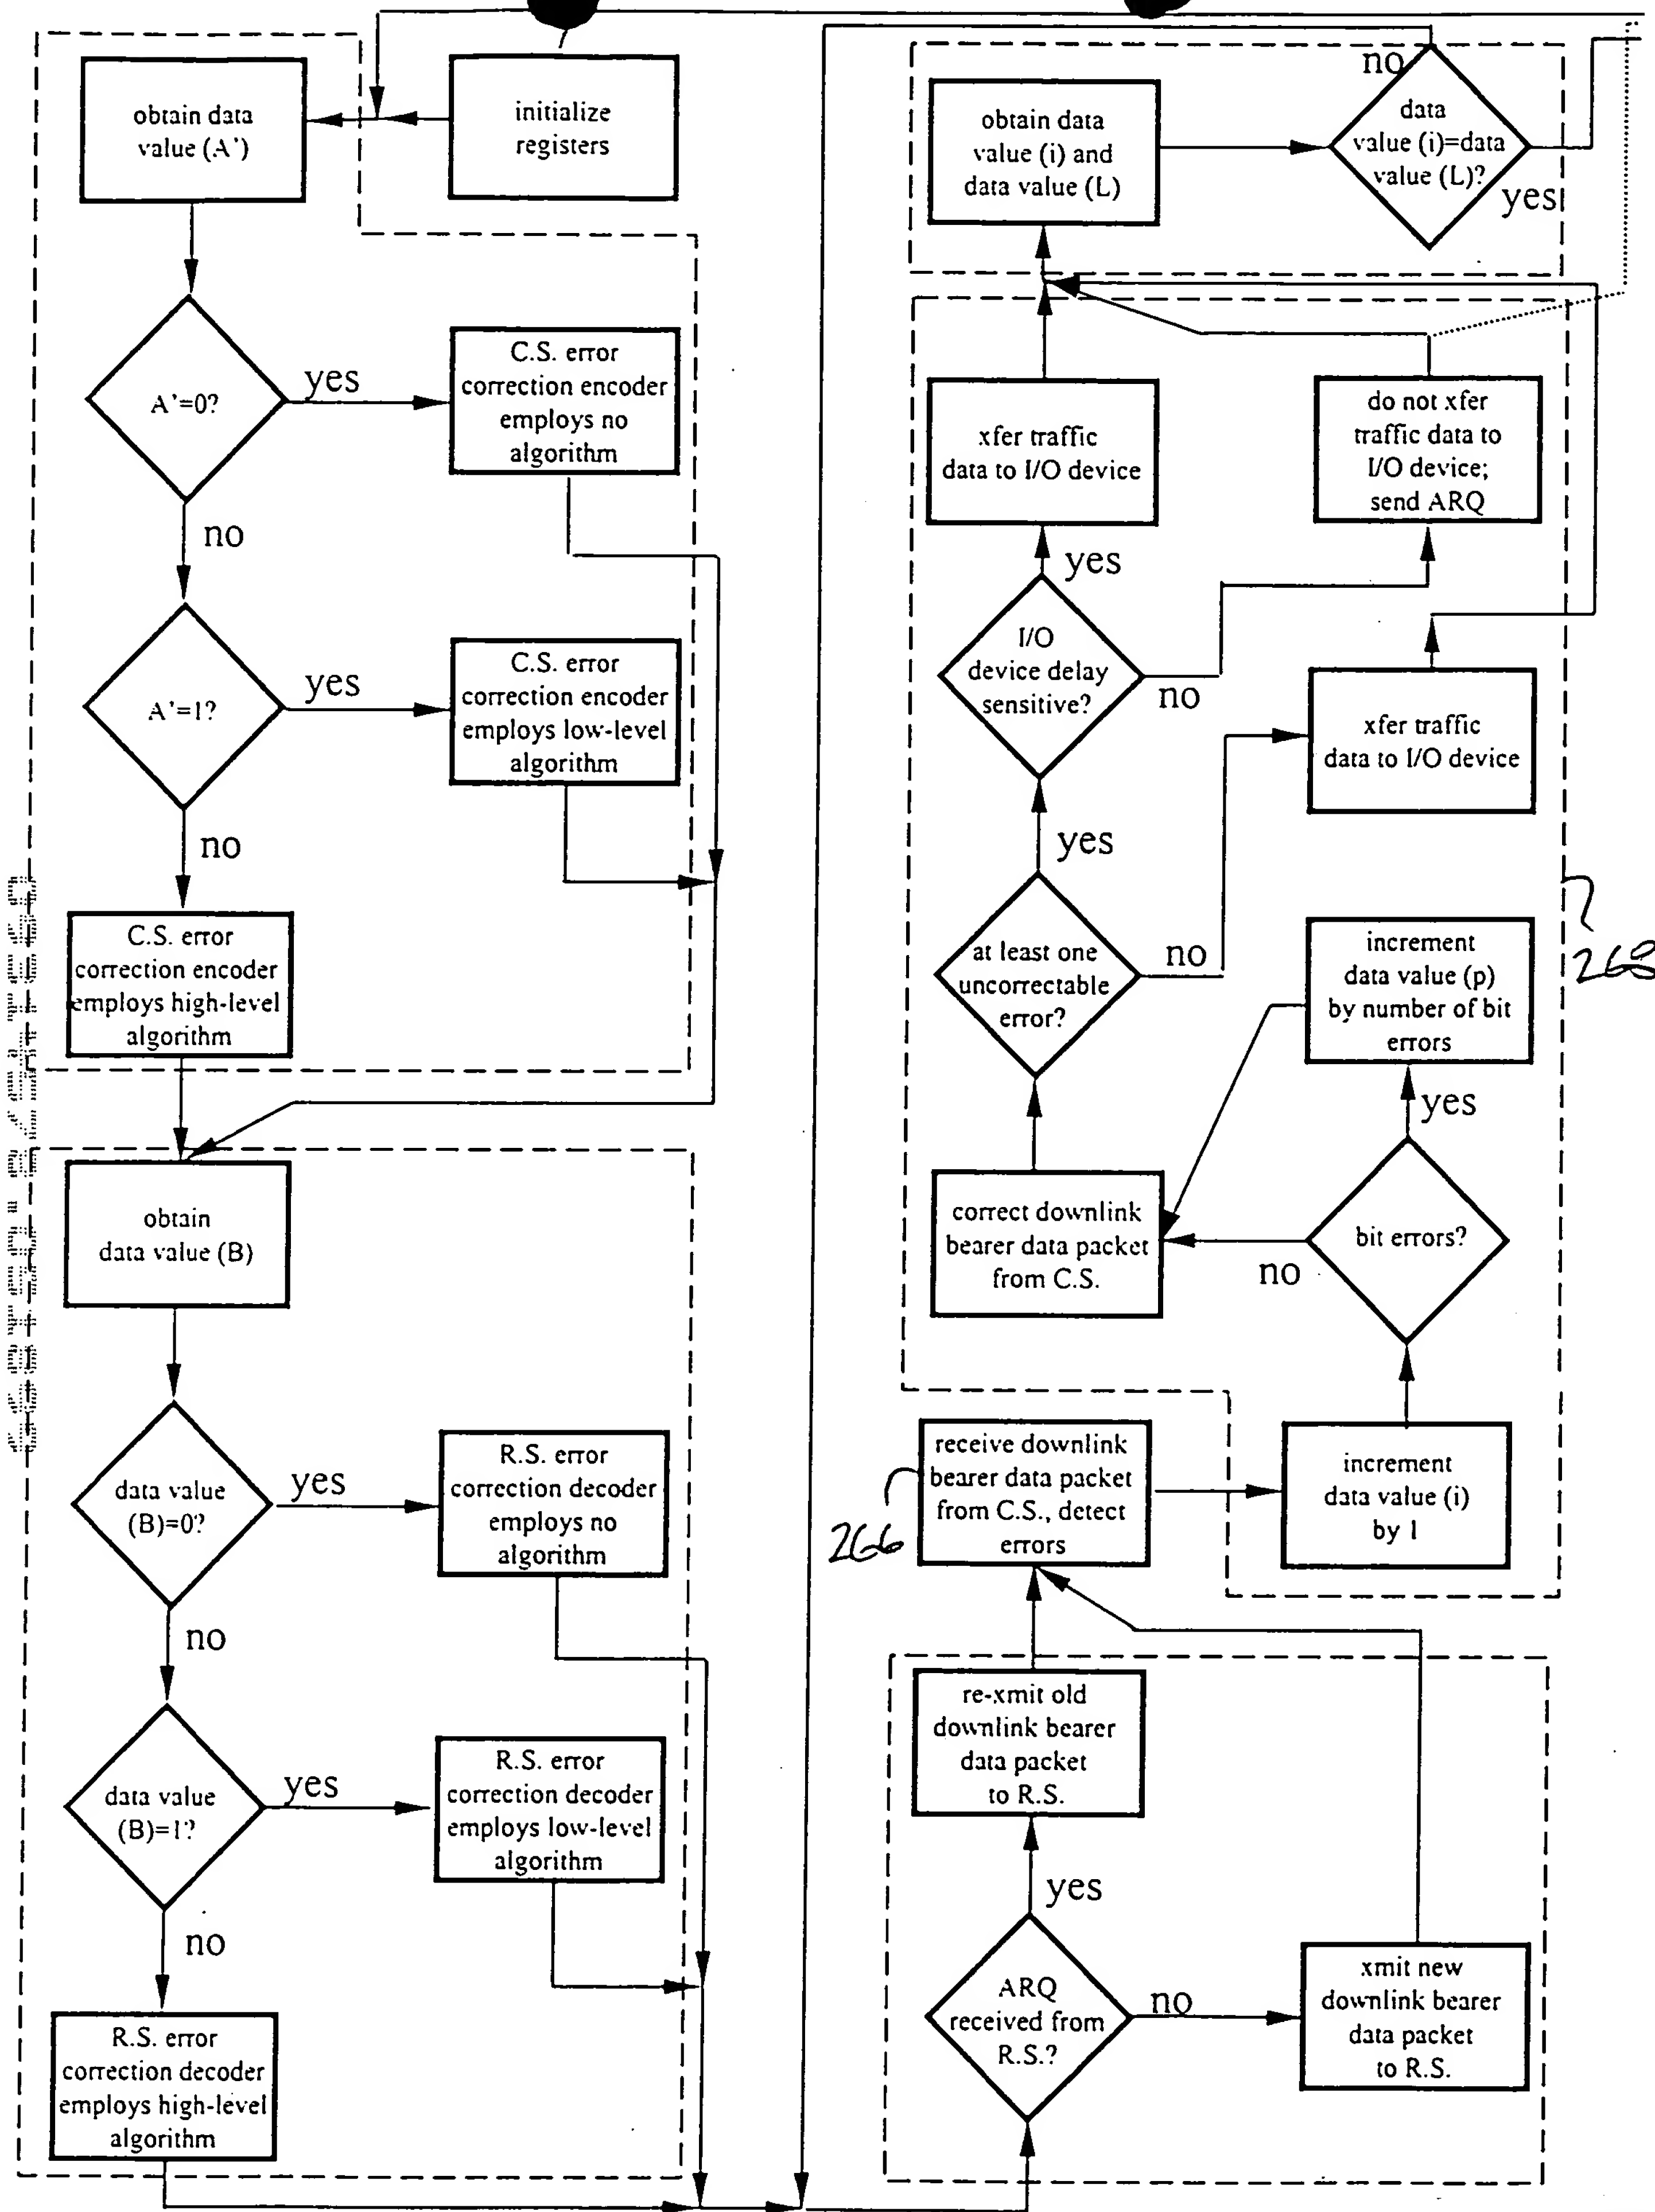 obtain data
value (A')
initialize
registers
A'=0?
yes
C.S. error
correction encoder
employs no
algorithm
no
A'=1?
yes
C.S. error
correction encoder
employs low-level
algorithm
no
C.S. error
correction encoder
employs high-level
algorithm
obtain
data value (B)
data value
(B)=0?
yes
R.S. error
correction decoder
employs no
algorithm
no
data value
(B)=1?
yes
R.S. error
correction decoder
employs low-level
algorithm
no
R.S. error
correction decoder
employs high-level
algorithm
obtain data
value (i) and
data value (L)
no
data
value (i)=data
value (L)?
yes
xfer traffic
data to I/O device
do not xfer
traffic data to
I/O device;
send ARQ
yes
I/O
device delay
sensitive?
no
xfer traffic
data to I/O device
yes
at least one
uncorrectable
error?
no
increment
data value (p)
by number of bit
errors
268
yes
correct downlink
bearer data packet
from C.S.
bit errors?
no
receive downlink
bearer data packet
from C.S., detect
errors
266
increment
data value (i)
by 1
re-xmit old
downlink bearer
data packet
to R.S.
yes
ARQ
received from
R.S.?
no
xmit new
downlink bearer
data packet
to R.S.